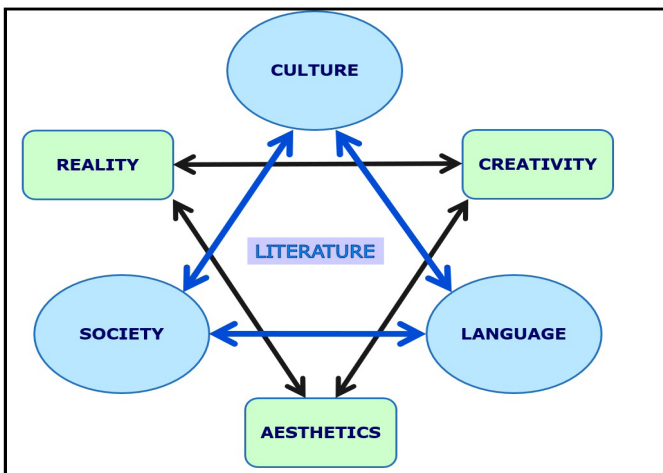 CULTURE
REALITY
CREATIVITY
LITERATURE
SOCIETY
LANGUAGE
AESTHETICS